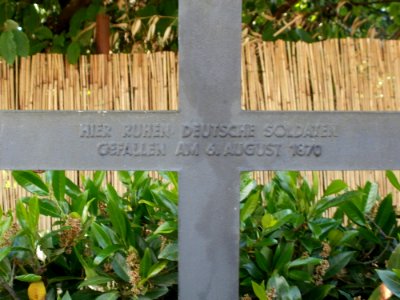 HIER RUHEN DEUTSCHE SOLDATEN
GEFALLEN AM 6. AUGUST 1870